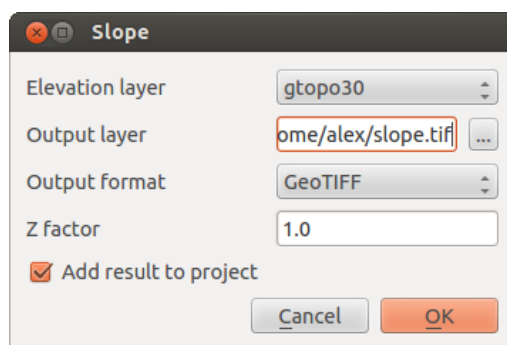 Slope
Elevation layer gtopo30
Output layer ome/alex/slope.tif ...
Output format GeoTIFF
Z factor 1.0
Add result to project
Cancel OK